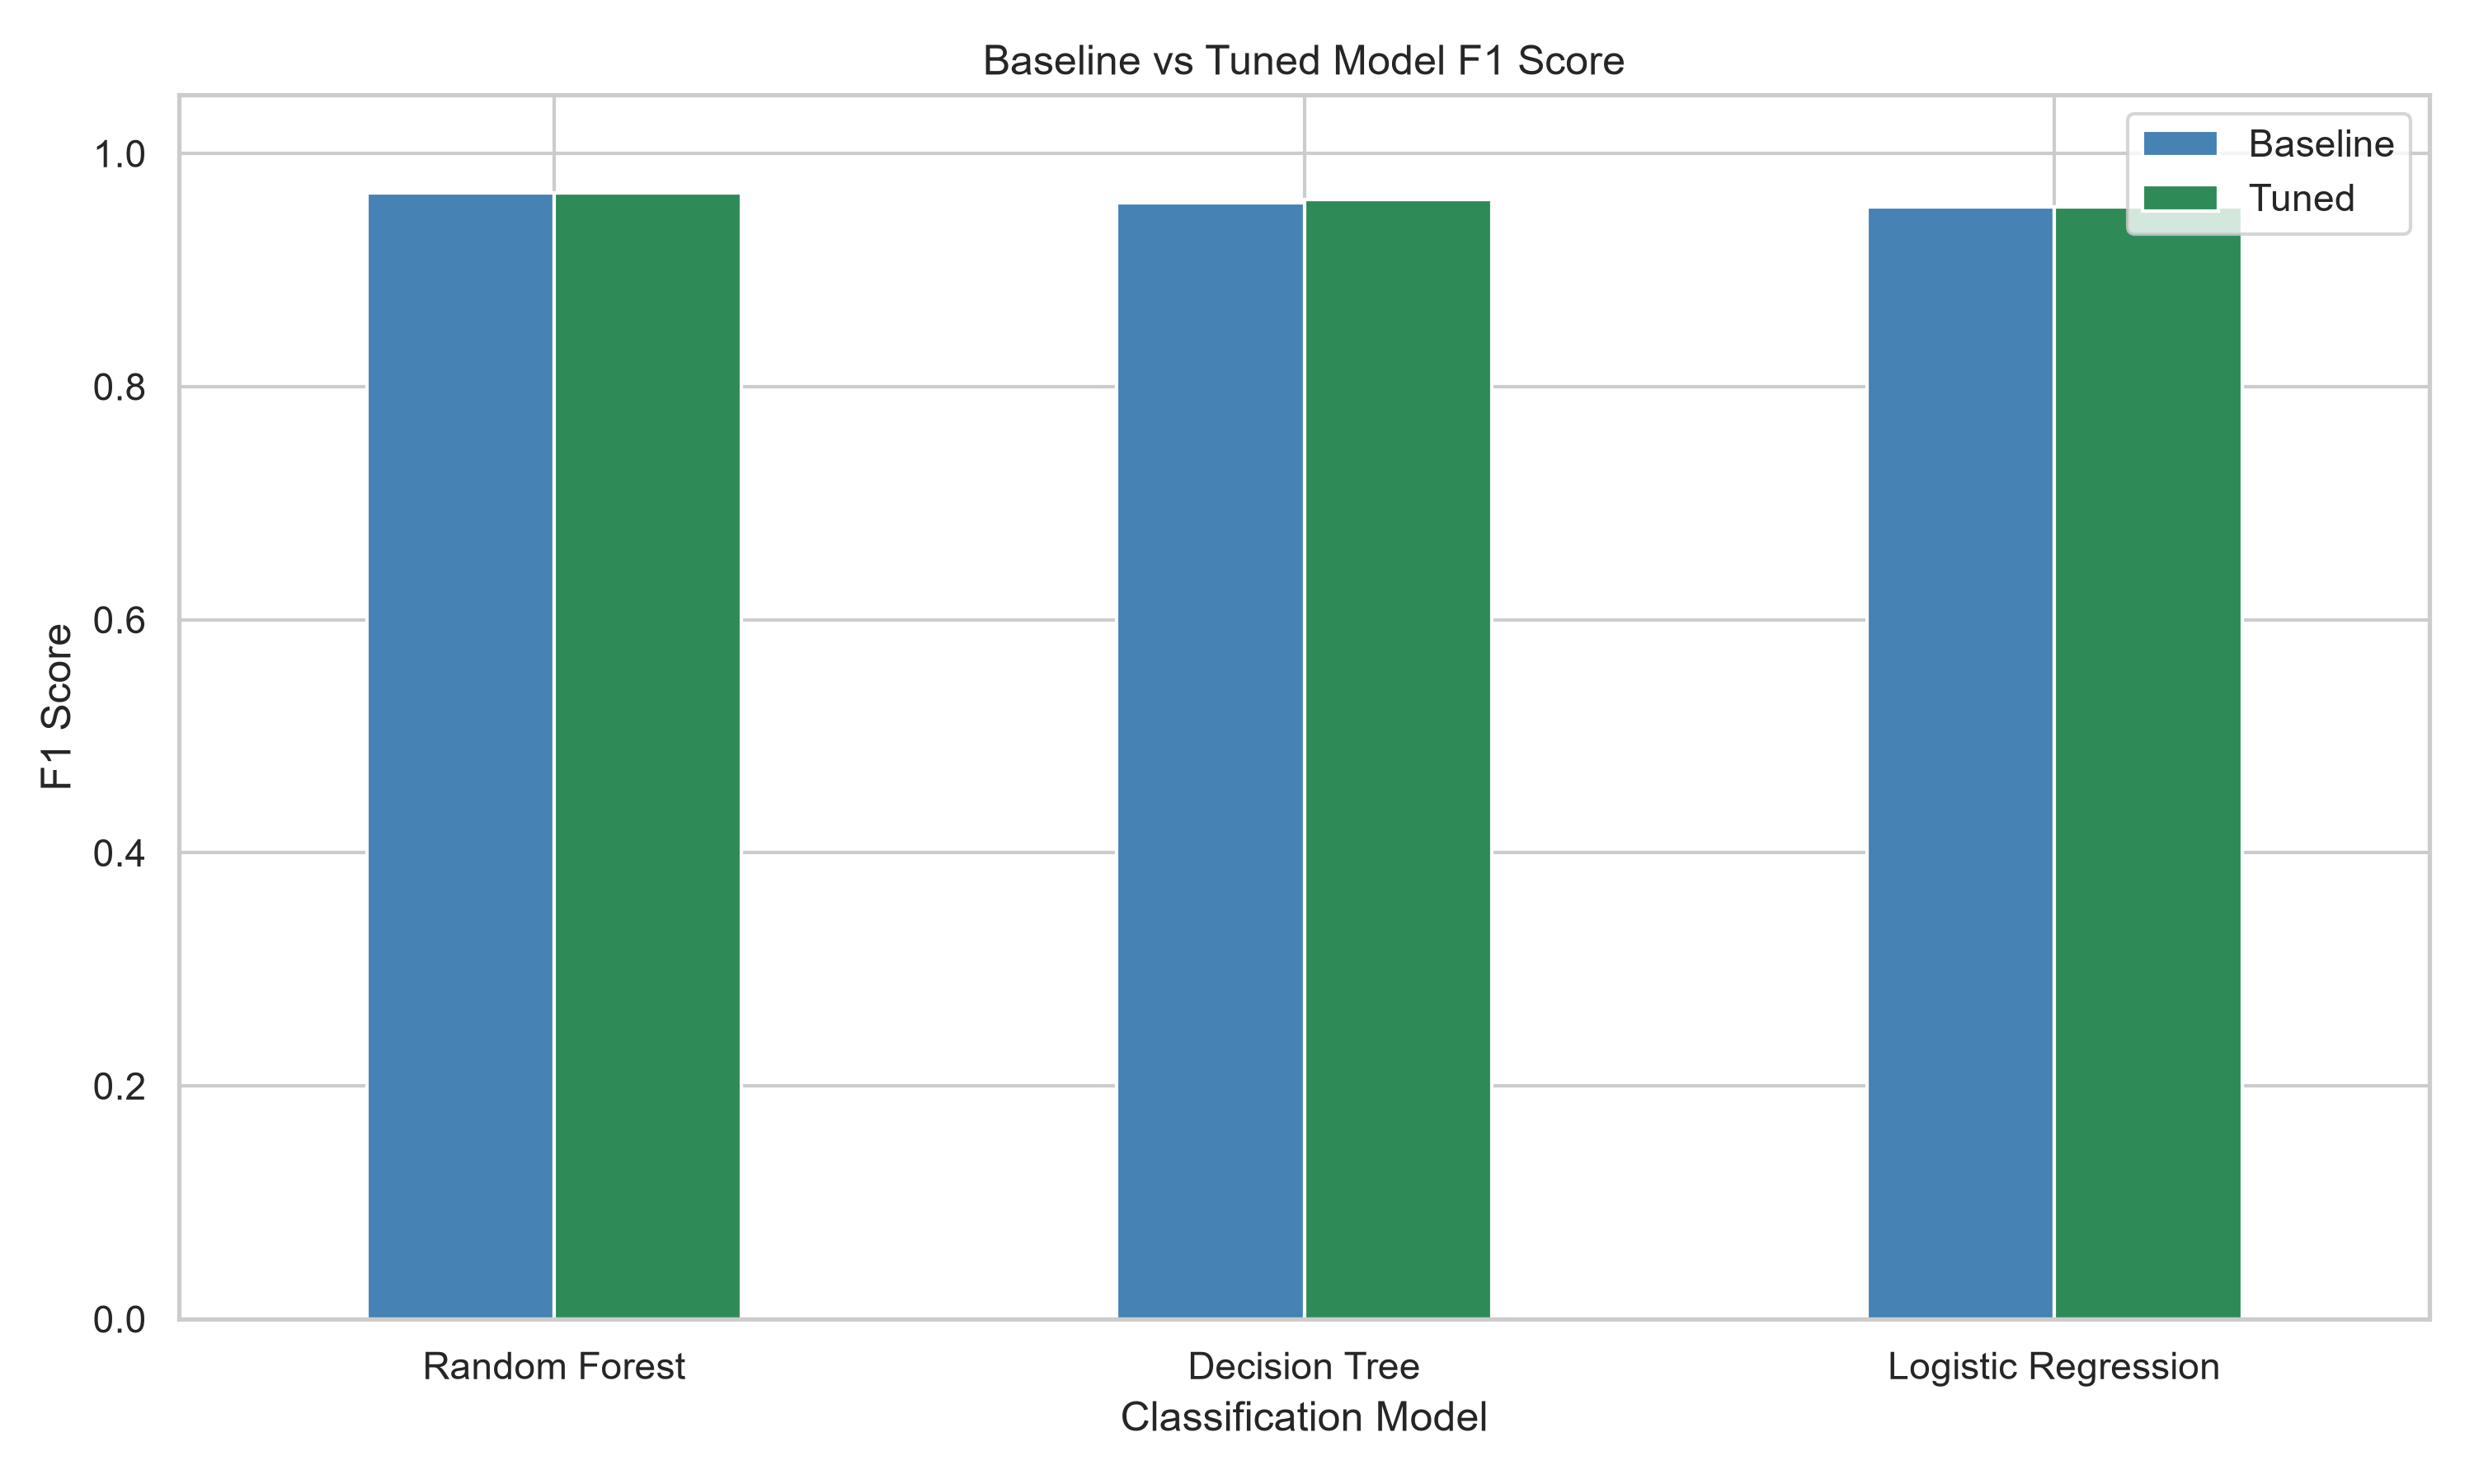 Baseline vs Tuned Model F1 Score
Baseline
Tuned
1.0
0.8
0.6
0.4
0.2
0.0
F1 Score
Random Forest
Decision Tree
Logistic Regression
Classification Model